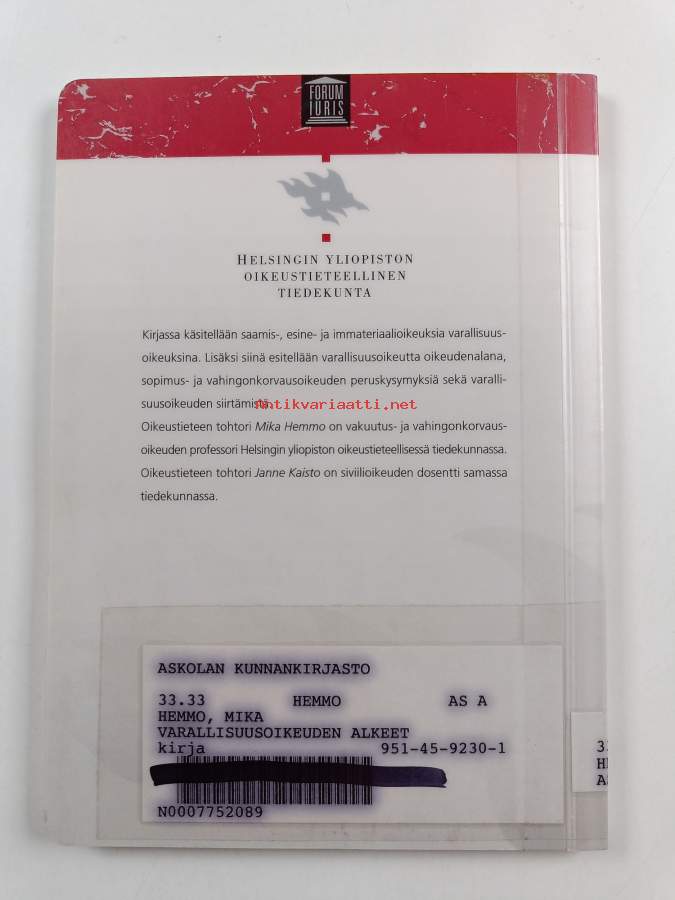 FORUM
IURIS
HELSINGIN YLIOPISTON
OIKEUSTIETEELLINEN
TIEDEKUNTA
Kirjassa käsitellään saamis-, esine- ja immateriaalioikeuksia varallisuus-
oikeuksina. Lisäksi siinä esitellään varallisuusoikeutta oikeudenalana,
sopimus- ja vahingonkorvausoikeuden peruskysymyksiä sekä varalli-
suusoikeuden siirtämistä.
antikvariaatti.net
Oikeustieteen tohtori Mika Hemmo on vakuutus- ja vahingonkorvaus-
oikeuden professori Helsingin yliopiston oikeustieteellisessä tiedekunnassa.
Oikeustieteen tohtori Janne Kaisto on siviilioikeuden dosentti samassa
tiedekunnassa.
ASKOLAN KUNNANKIRJASTO
33.33 HEMMO AS A
HEMMO, MIKA
VARALLISUUSOIKEUDEN ALKEET
kirja 951-45-9230-1
N0007752089